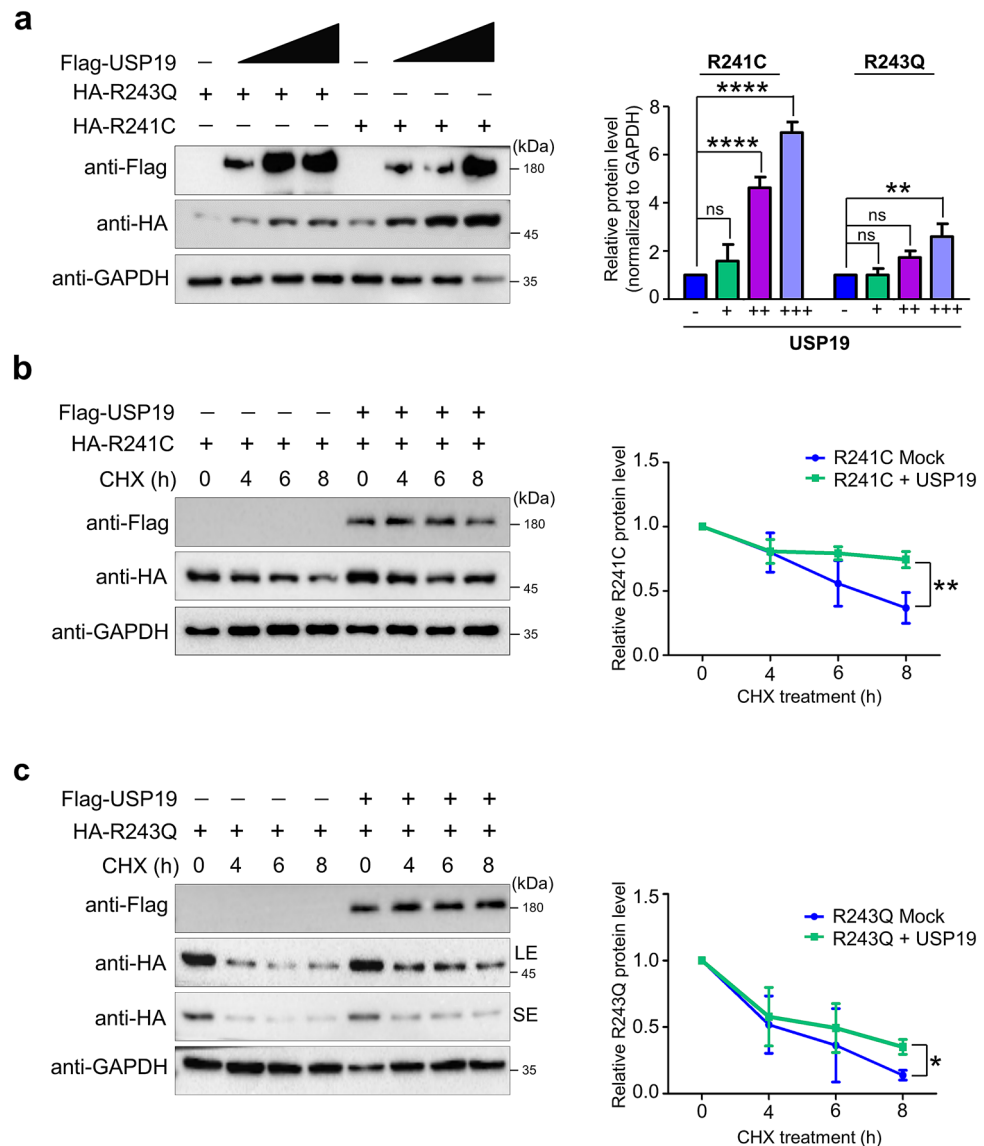 a
Flag-USP19 – –
HA-R243Q + + + + – – – –
HA-R241C – – – – + + + +
(kDa)
anti-Flag 180
anti-HA 45
anti-GAPDH 35
R241C R243Q
Relative protein level
(normalized to GAPDH)
8
6
4
2
0
ns **** ****
ns ns **
- + ++ +++ - + ++ +++
USP19
b
Flag-USP19 – – – – + + + +
HA-R241C + + + + + + + +
CHX (h) 0 4 6 8 0 4 6 8
(kDa)
anti-Flag 180
anti-HA 45
anti-GAPDH 35
Relative R241C protein level
1.5
1.0
0.5
0.0
R241C Mock
R241C + USP19
**
0 4 6 8
CHX treatment (h)
c
Flag-USP19 – – – – + + + +
HA-R243Q + + + + + + + +
CHX (h) 0 4 6 8 0 4 6 8
(kDa)
anti-Flag 180
anti-HA LE 45
anti-HA SE
anti-GAPDH 35
Relative R243Q protein level
1.5
1.0
0.5
0.0
R243Q Mock
R243Q + USP19
*
0 4 6 8
CHX treatment (h)